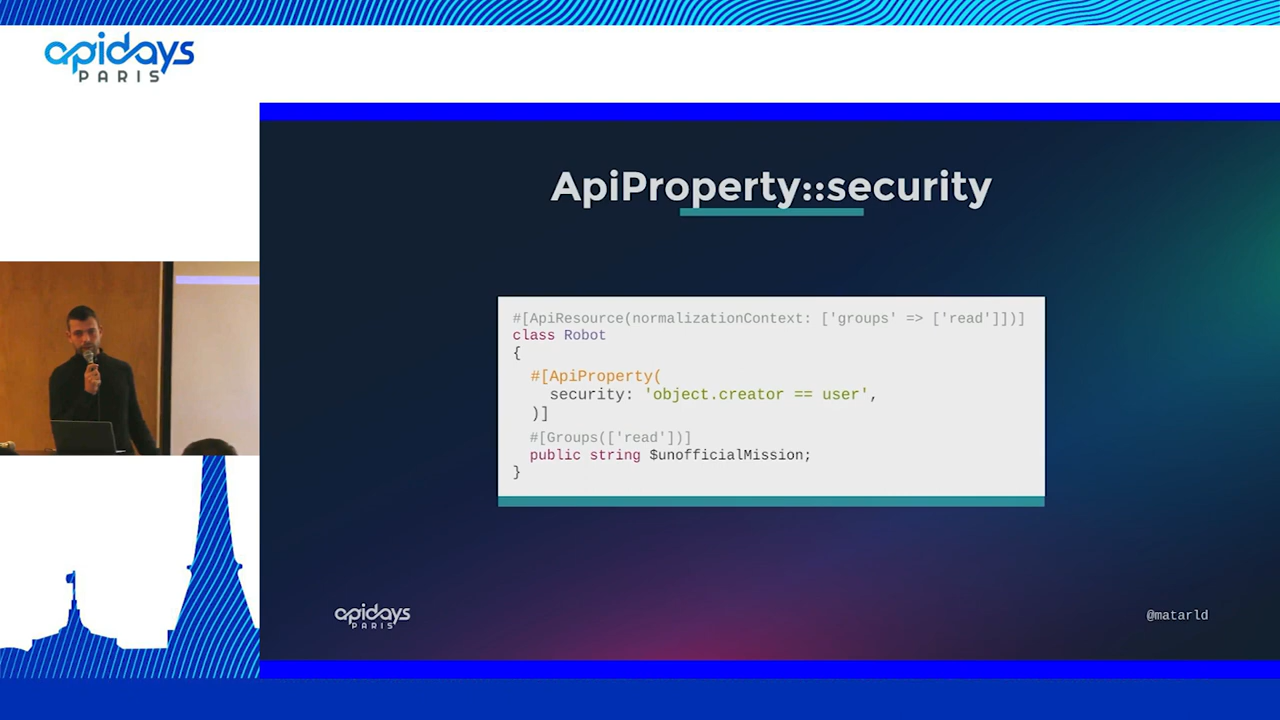 apidays
PARIS
ApiProperty::security
#[ApiResource(normalizationContext: ['groups' => ['read']])]
class Robot
{
#[ApiProperty(
security: 'object.creator == user',
)]
#[Groups(['read'])]
public string $unofficialMission;
}
apidays
PARIS
@matarld